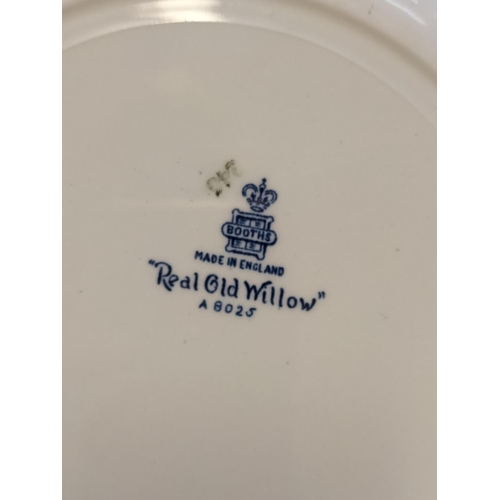 BOOTHS
MADE IN ENGLAND
"Real Old Willow"
A 8025